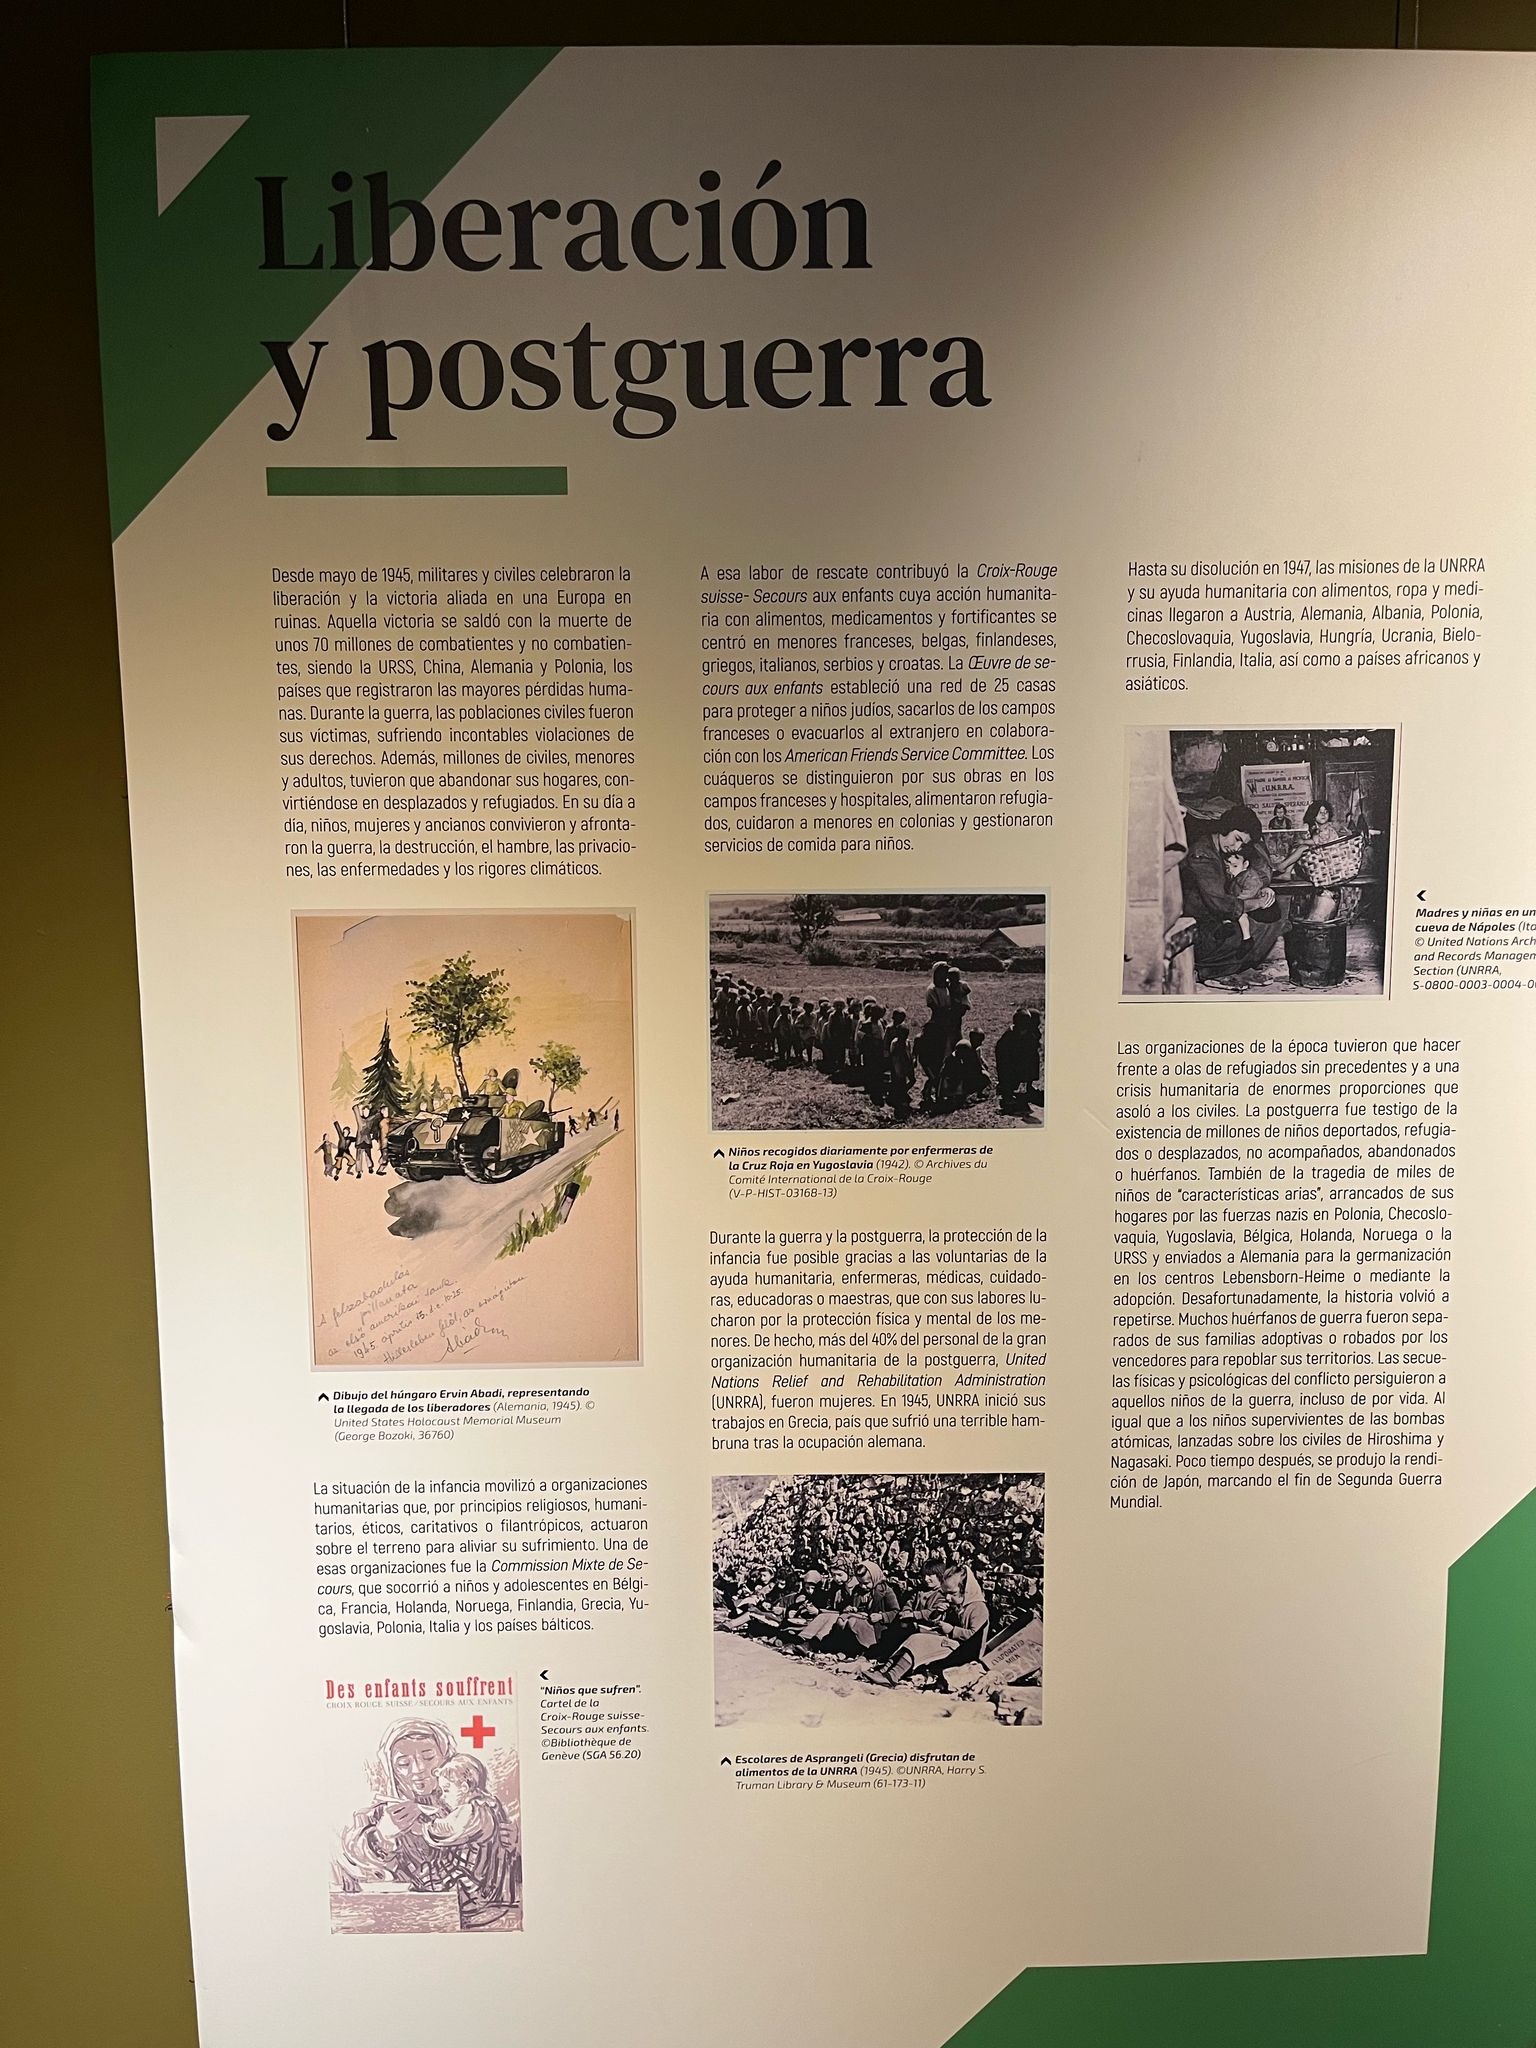 Liberación
y postguerra
Desde mayo de 1945, militares y civiles celebraron la
liberación y la victoria aliada en una Europa en
ruinas. Aquella victoria se saldó con la muerte de
unos 70 millones de combatientes y no combatien-
tes, siendo la URSS, China, Alemania y Polonia, los
países que registraron las mayores pérdidas huma-
nas. Durante la guerra, las poblaciones civiles fueron
sus víctimas, sufriendo incontables violaciones de
sus derechos. Además, millones de civiles, menores
y adultos, tuvieron que abandonar sus hogares, con-
virtiéndose en desplazados y refugiados. En su día a
día, niños, mujeres y ancianos convivieron y afronta-
ron la guerra, la destrucción, el hambre, las privacio-
nes, las enfermedades y los rigores climáticos.
A felszabadulás
pillanata
az első amerikai tank
1945 április 13. d.e. 10.25.
Hillersleben
Abadi
Dibujo del húngaro Ervin Abadi, representando
la llegada de los liberadores (Alemania, 1945). ©
United States Holocaust Memorial Museum
(George Bozoki, 36760)
La situación de la infancia movilizó a organizaciones
humanitarias que, por principios religiosos, humani-
tarios, éticos, caritativos o filantrópicos, actuaron
sobre el terreno para aliviar su sufrimiento. Una de
esas organizaciones fue la Commission Mixte de Se-
cours, que socorrió a niños y adolescentes en Bélgi-
ca, Francia, Holanda, Noruega, Finlandia, Grecia, Yu-
goslavia, Polonia, Italia y los países bálticos.
Des enfants souffrent
CROIX ROUGE SUISSE/SECOURS AUX ENFANTS
"Niños que sufren".
Cartel de la
Croix-Rouge suisse-
Secours aux enfants.
©Bibliothèque de
Genève (SGA 56.20)
A esa labor de rescate contribuyó la Croix-Rouge
suisse- Secours aux enfants cuya acción humanita-
ria con alimentos, medicamentos y fortificantes se
centró en menores franceses, belgas, finlandeses,
griegos, italianos, serbios y croatas. La Œuvre de se-
cours aux enfants estableció una red de 25 casas
para proteger a niños judíos, sacarlos de los campos
franceses o evacuarlos al extranjero en colabora-
ción con los American Friends Service Committee. Los
cuáqueros se distinguieron por sus obras en los
campos franceses y hospitales, alimentaron refugia-
dos, cuidaron a menores en colonias y gestionaron
servicios de comida para niños.
Niños recogidos diariamente por enfermeras de
la Cruz Roja en Yugoslavia (1942). © Archives du
Comité International de la Croix-Rouge
(V-P-HIST-03168-13)
Durante la guerra y la postguerra, la protección de la
infancia fue posible gracias a las voluntarias de la
ayuda humanitaria, enfermeras, médicas, cuidado-
ras, educadoras o maestras, que con sus labores lu-
charon por la protección física y mental de los me-
nores. De hecho, más del 40% del personal de la gran
organización humanitaria de la postguerra, United
Nations Relief and Rehabilitation Administration
(UNRRA), fueron mujeres. En 1945, UNRRA inició sus
trabajos en Grecia, país que sufrió una terrible ham-
bruna tras la ocupación alemana.
EVAPORATED
MILK
Escolares de Asprangeli (Grecia) disfrutan de
alimentos de la UNRRA (1945). ©UNRRA, Harry S.
Truman Library & Museum (61-173-11)
Hasta su disolución en 1947, las misiones de la UNRRA
y su ayuda humanitaria con alimentos, ropa y medi-
cinas llegaron a Austria, Alemania, Albania, Polonia,
Checoslovaquia, Yugoslavia, Hungría, Ucrania, Bielo-
rrusia, Finlandia, Italia, así como a países africanos y
asiáticos.
U.N.R.R.A.
SPERANZA
Madres y niñas en un
cueva de Nápoles (Ita
© United Nations Arch
and Records Managem
Section (UNRRA,
S-0800-0003-0004-0
Las organizaciones de la época tuvieron que hacer
frente a olas de refugiados sin precedentes y a una
crisis humanitaria de enormes proporciones que
asoló a los civiles. La postguerra fue testigo de la
existencia de millones de niños deportados, refugia-
dos o desplazados, no acompañados, abandonados
o huérfanos. También de la tragedia de miles de
niños de "características arias", arrancados de sus
hogares por las fuerzas nazis en Polonia, Checoslo-
vaquia, Yugoslavia, Bélgica, Holanda, Noruega o la
URSS y enviados a Alemania para la germanización
en los centros Lebensborn-Heime o mediante la
adopción. Desafortunadamente, la historia volvió a
repetirse. Muchos huérfanos de guerra fueron sepa-
rados de sus familias adoptivas o robados por los
vencedores para repoblar sus territorios. Las secue-
las físicas y psicológicas del conflicto persiguieron a
aquellos niños de la guerra, incluso de por vida. Al
igual que a los niños supervivientes de las bombas
atómicas, lanzadas sobre los civiles de Hiroshima y
Nagasaki. Poco tiempo después, se produjo la rendi-
ción de Japón, marcando el fin de Segunda Guerra
Mundial.